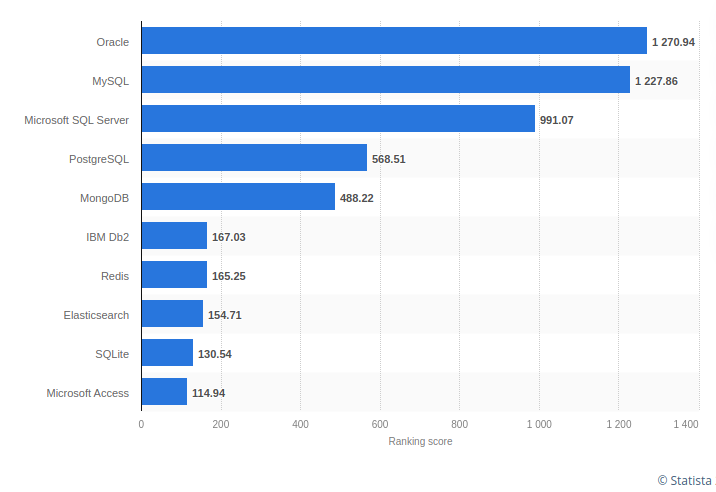 Oracle 1 270.94
MySQL 1 227.86
Microsoft SQL Server 991.07
PostgreSQL 568.51
MongoDB 488.22
IBM Db2 167.03
Redis 165.25
Elasticsearch 154.71
SQLite 130.54
Microsoft Access 114.94
0 200 400 600 800 1 000 1 200 1 400
Ranking score
© Statista